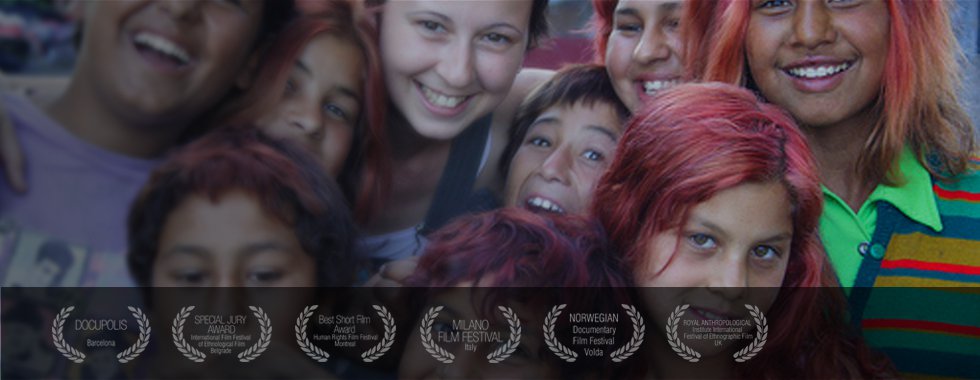 DOCUPOLIS
Barcelona
SPECIAL JURY
AWARD
International Film Festival
of Ethnological Film
Belgrade
Best Short Film
Award
Human Rights Film Festival
Montreal
MILANO
FILM FESTIVAL
Italy
NORWEGIAN
Documentary
Film Festival
Volda
ROYAL ANTHROPOLOGICAL
Institute International
Festival of Ethnographic Film
UK